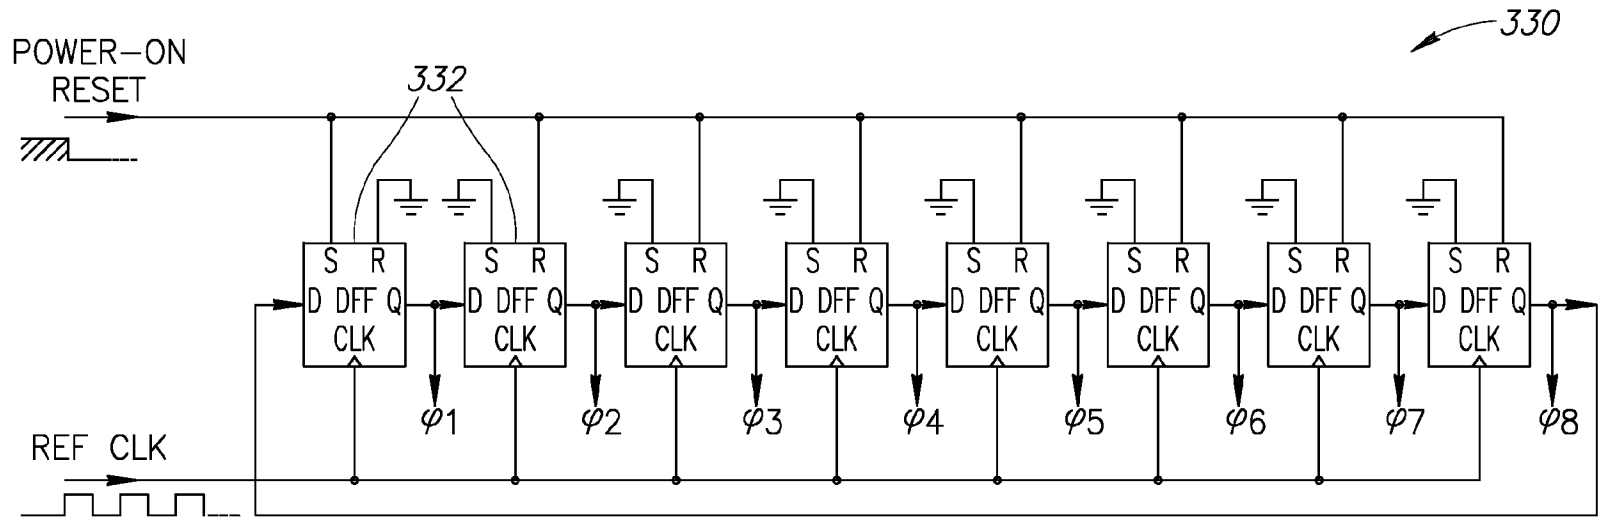 330
POWER-ON
RESET
332
S R S R S R S R S R S R S R S R
D DFF Q D DFF Q D DFF Q D DFF Q D DFF Q D DFF Q D DFF Q D DFF Q
CLK CLK CLK CLK CLK CLK CLK CLK
φ1 φ2 φ3 φ4 φ5 φ6 φ7 φ8
REF CLK